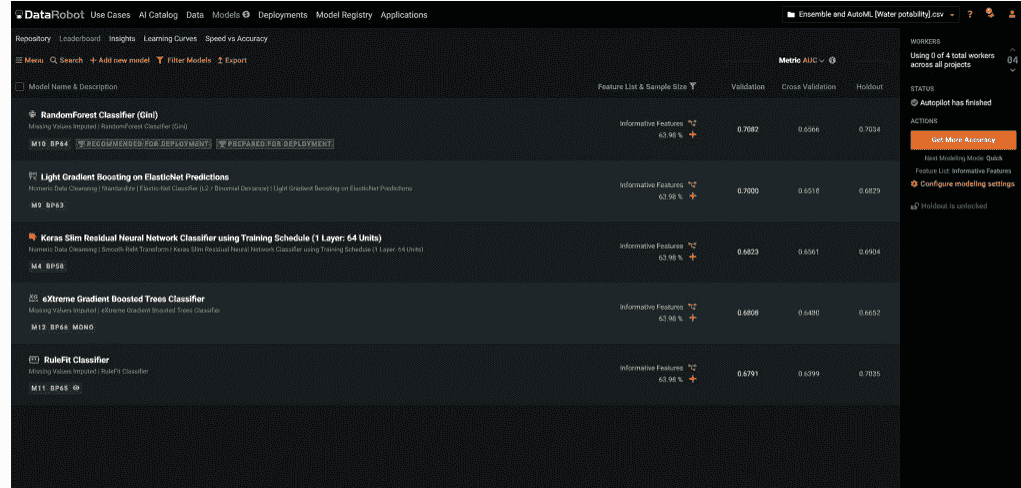 DataRobot Use Cases AI Catalog Data Models Deployments Model Registry Applications Ensemble and AutoML [Water potability].csv ?
Repository Leaderboard Insights Learning Curves Speed vs Accuracy
Menu Search + Add new model Filter Models Export Metric AUC
Model Name & Description Feature List & Sample Size Validation Cross Validation Holdout
RandomForest Classifier (Gini)
Missing Values Imputed | RandomForest Classifier (Gini)
M10 BP64 RECOMMENDED FOR DEPLOYMENT PREPARED FOR DEPLOYMENT
Informative Features
63.98 % + 0.7082 0.6566 0.7034
Light Gradient Boosting on ElasticNet Predictions
Numeric Data Cleansing | Standardize | Elastic-Net Classifier (L2 / Binomial Deviance) | Light Gradient Boosting on ElasticNet Predictions
M9 BP63
Informative Features
63.98 % + 0.7000 0.6518 0.6829
Keras Slim Residual Neural Network Classifier using Training Schedule (1 Layer: 64 Units)
Numeric Data Cleansing | Smooth Ridit Transform | Keras Slim Residual Neural Network Classifier using Training Schedule (1 Layer: 64 Units)
M4 BP58
Informative Features
63.98 % + 0.6823 0.6561 0.6904
eXtreme Gradient Boosted Trees Classifier
Missing Values Imputed | eXtreme Gradient Boosted Trees Classifier
M12 BP66 MONO
Informative Features
63.98 % + 0.6808 0.6480 0.6652
RuleFit Classifier
Missing Values Imputed | RuleFit Classifier
M11 BP65
Informative Features
63.98 % + 0.6791 0.6399 0.7035
WORKERS
Using 0 of 4 total workers
across all projects
04
STATUS
Autopilot has finished
ACTIONS
Get More Accuracy
Next Modeling Mode: Quick
Feature List: Informative Features
Configure modeling settings
Holdout is unlocked